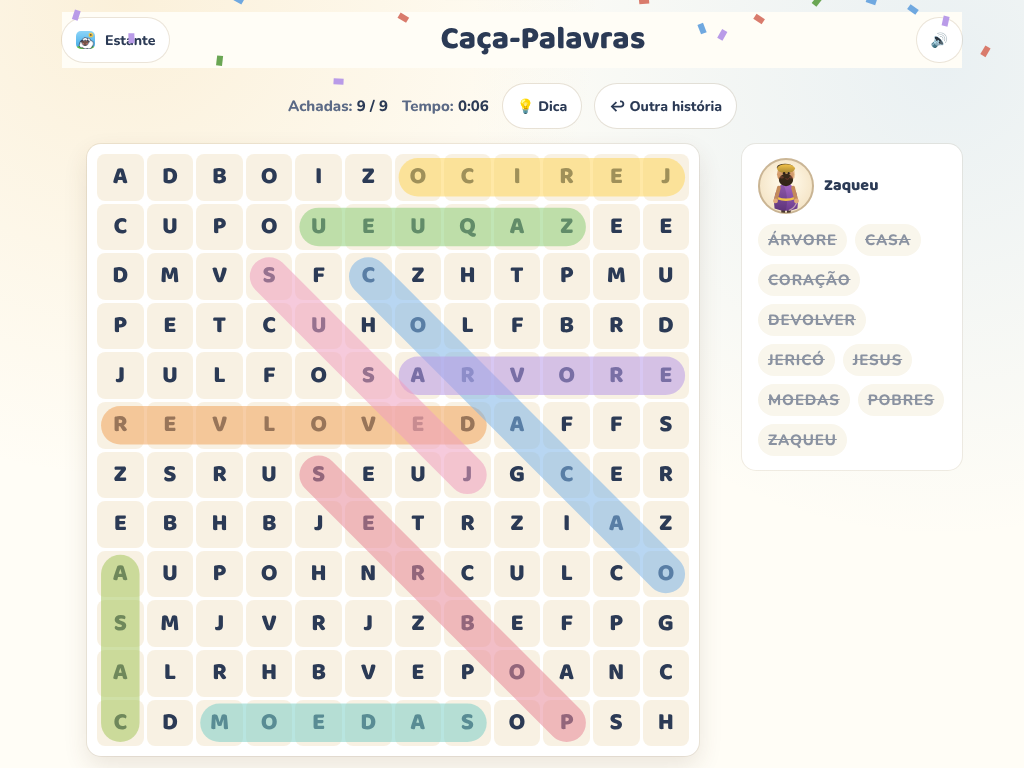 Estante
Caça-Palavras
Achadas: 9 / 9 Tempo: 0:06 Dica Outra história
A D B O I Z O C I R E J
C U P O U E U Q A Z E E
D M V S F C Z H T P M U
P E T C U H O L F B R D
J U L F O S A R V O R E
R E V L O V E D A F F S
Z S R U S E U J G C E R
E B H B J E T R Z I A Z
A U P O H N R C U L C O
S M J V R J Z B E F P G
A L R H B V E P O A N C
C D M O E D A S O P S H
Zaqueu
ÁRVORE CASA
CORAÇÃO
DEVOLVER
JERICÓ JESUS
MOEDAS POBRES
ZAQUEU